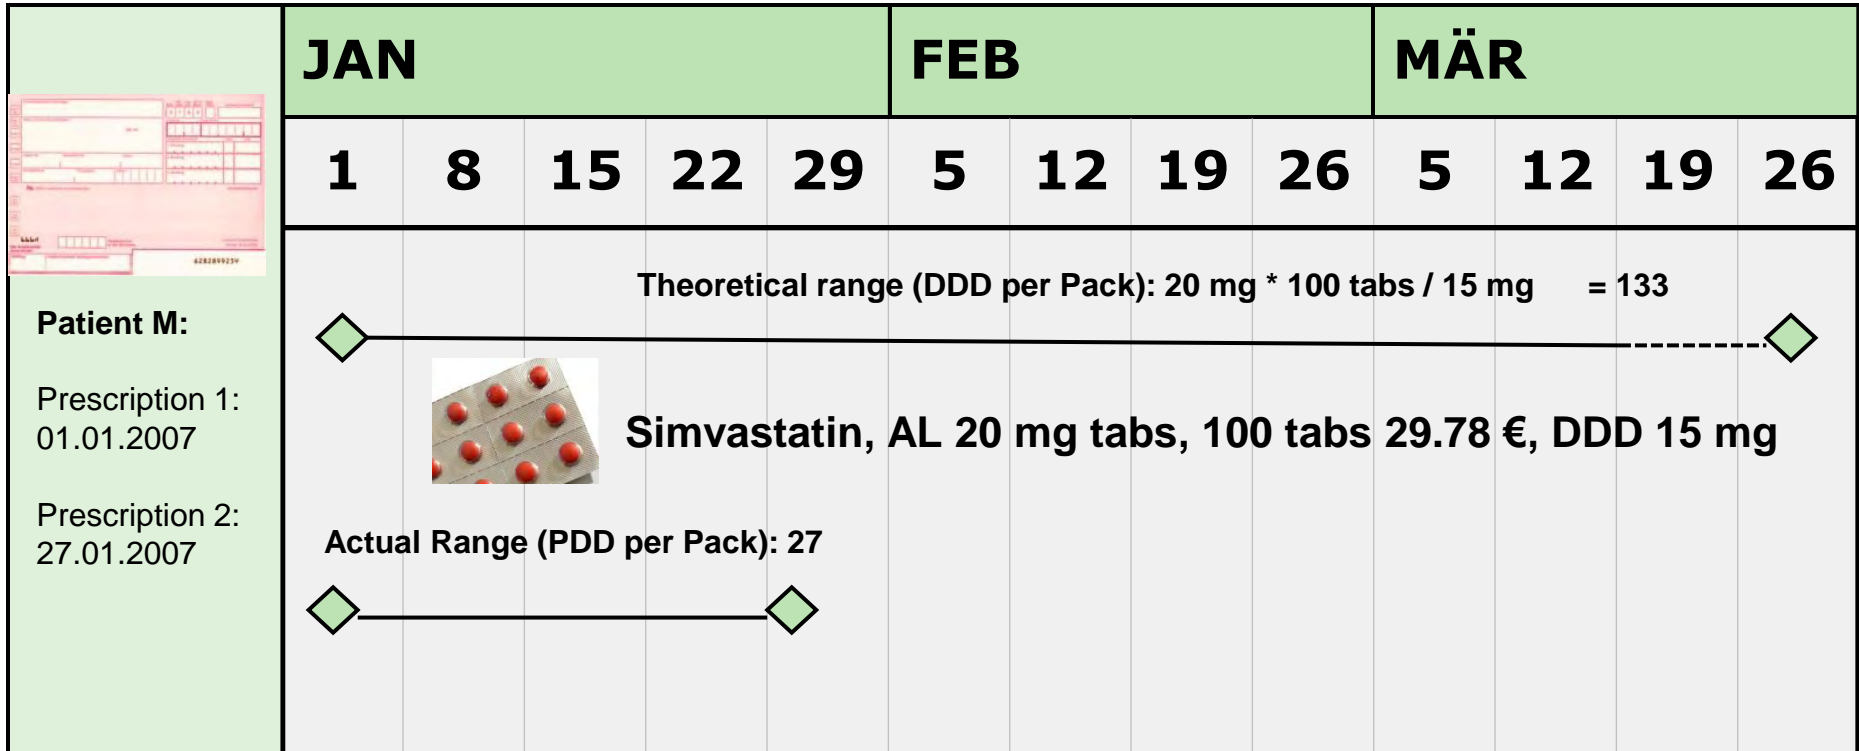 JAN FEB MÄR
1 8 15 22 29 5 12 19 26 5 12 19 26
Theoretical range (DDD per Pack): 20 mg * 100 tabs / 15 mg = 133
Patient M:
Prescription 1:
01.01.2007
Simvastatin, AL 20 mg tabs, 100 tabs 29.78 €, DDD 15 mg
Prescription 2:
27.01.2007
Actual Range (PDD per Pack): 27